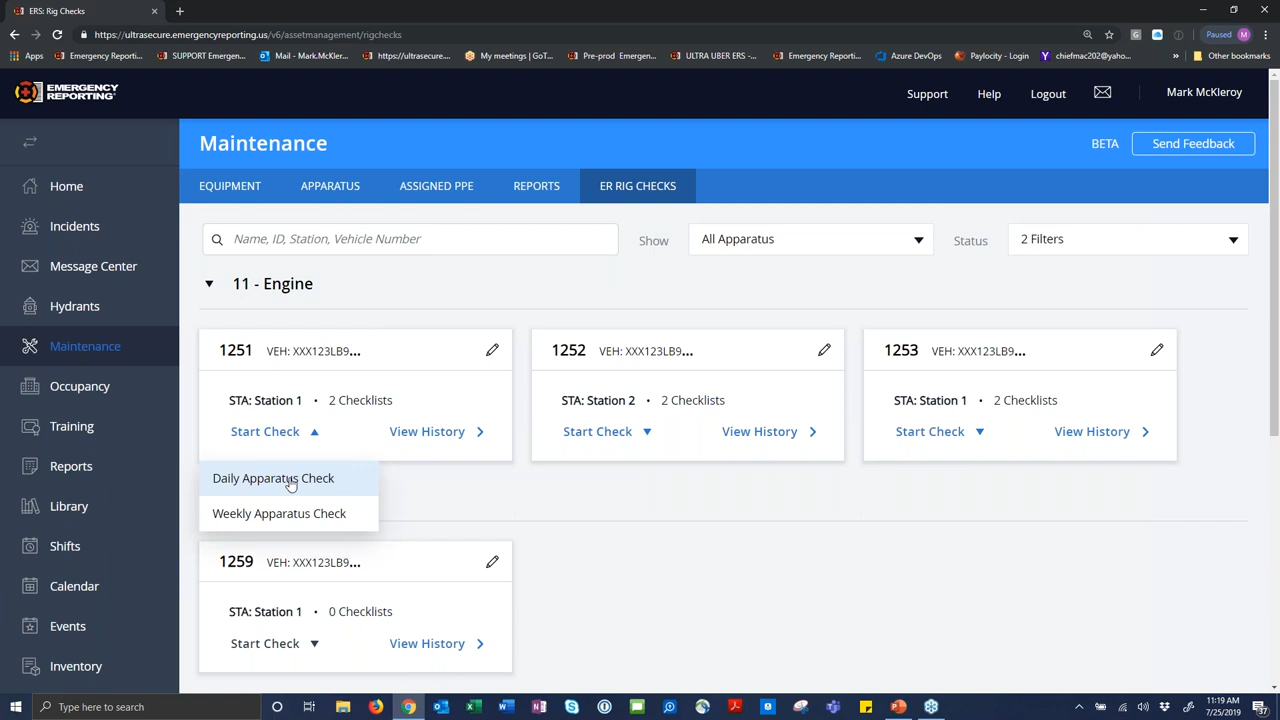 ERS: Rig Checks
https://ultrasecure.emergencyreporting.us/v6/assetmanagement/rigchecks
G
Paused
M
Apps
Emergency Reporti...
SUPPORT Emergen...
Mail - Mark.McKler...
https://ultrasecure....
My meetings | GoT...
Pre-prod Emergen...
ULTRA UBER ERS -...
Emergency Reporti...
Azure DevOps
Paylocity - Login
chiefmac202@yaho...
»
Other bookmarks
EMERGENCY
REPORTING™
Support
Help
Logout
Mark McKleroy
Maintenance
BETA
Send Feedback
EQUIPMENT
APPARATUS
ASSIGNED PPE
REPORTS
ER RIG CHECKS
Home
Incidents
Message Center
Hydrants
Maintenance
Occupancy
Training
Reports
Library
Shifts
Calendar
Events
Inventory
Name, ID, Station, Vehicle Number
Show
All Apparatus
Status
2 Filters
11 - Engine
1251 VEH: XXX123LB9...
STA: Station 1 • 2 Checklists
Start Check
View History
1252 VEH: XXX123LB9...
STA: Station 2 • 2 Checklists
Start Check
View History
1253 VEH: XXX123LB9...
STA: Station 1 • 2 Checklists
Start Check
View History
Daily Apparatus Check
Weekly Apparatus Check
1259 VEH: XXX123LB9...
STA: Station 1 • 0 Checklists
Start Check
View History
Type here to search
11:19 AM
7/25/2019
37